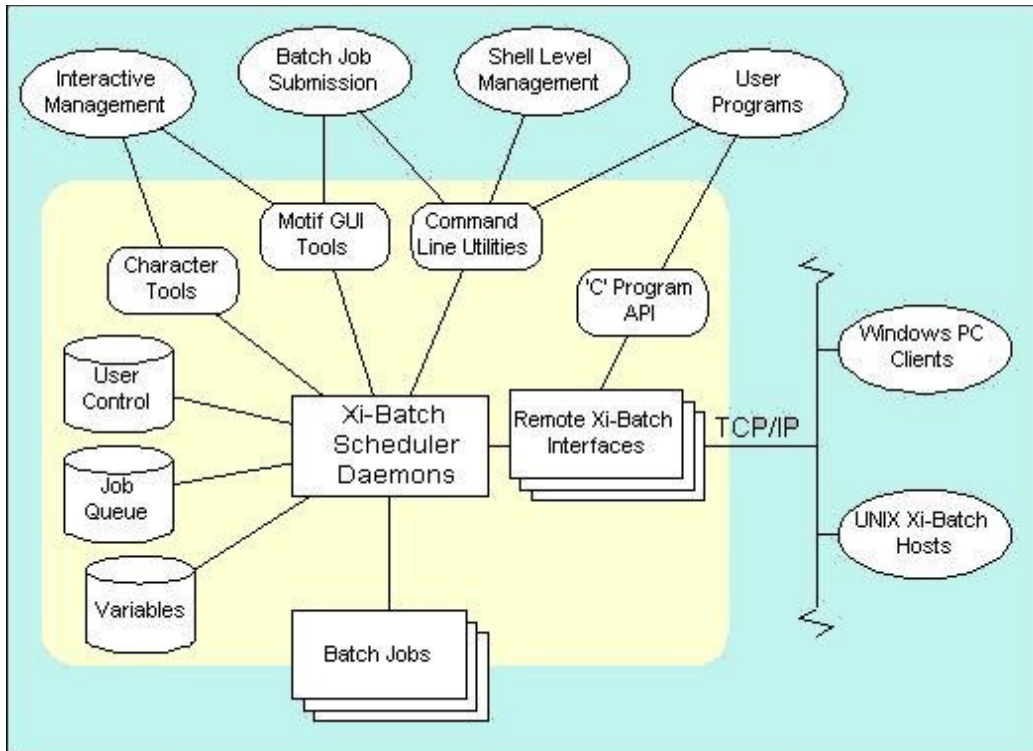 Interactive
Management
Batch Job
Submission
Shell Level
Management
User
Programs
Motif GUI
Tools
Command
Line Utilities
Character
Tools
'C' Program
API
Windows PC
Clients
User
Control
Xi-Batch
Scheduler
Daemons
Remote Xi-Batch
Interfaces
TCP/IP
Job
Queue
UNIX Xi-Batch
Hosts
Variables
Batch Jobs